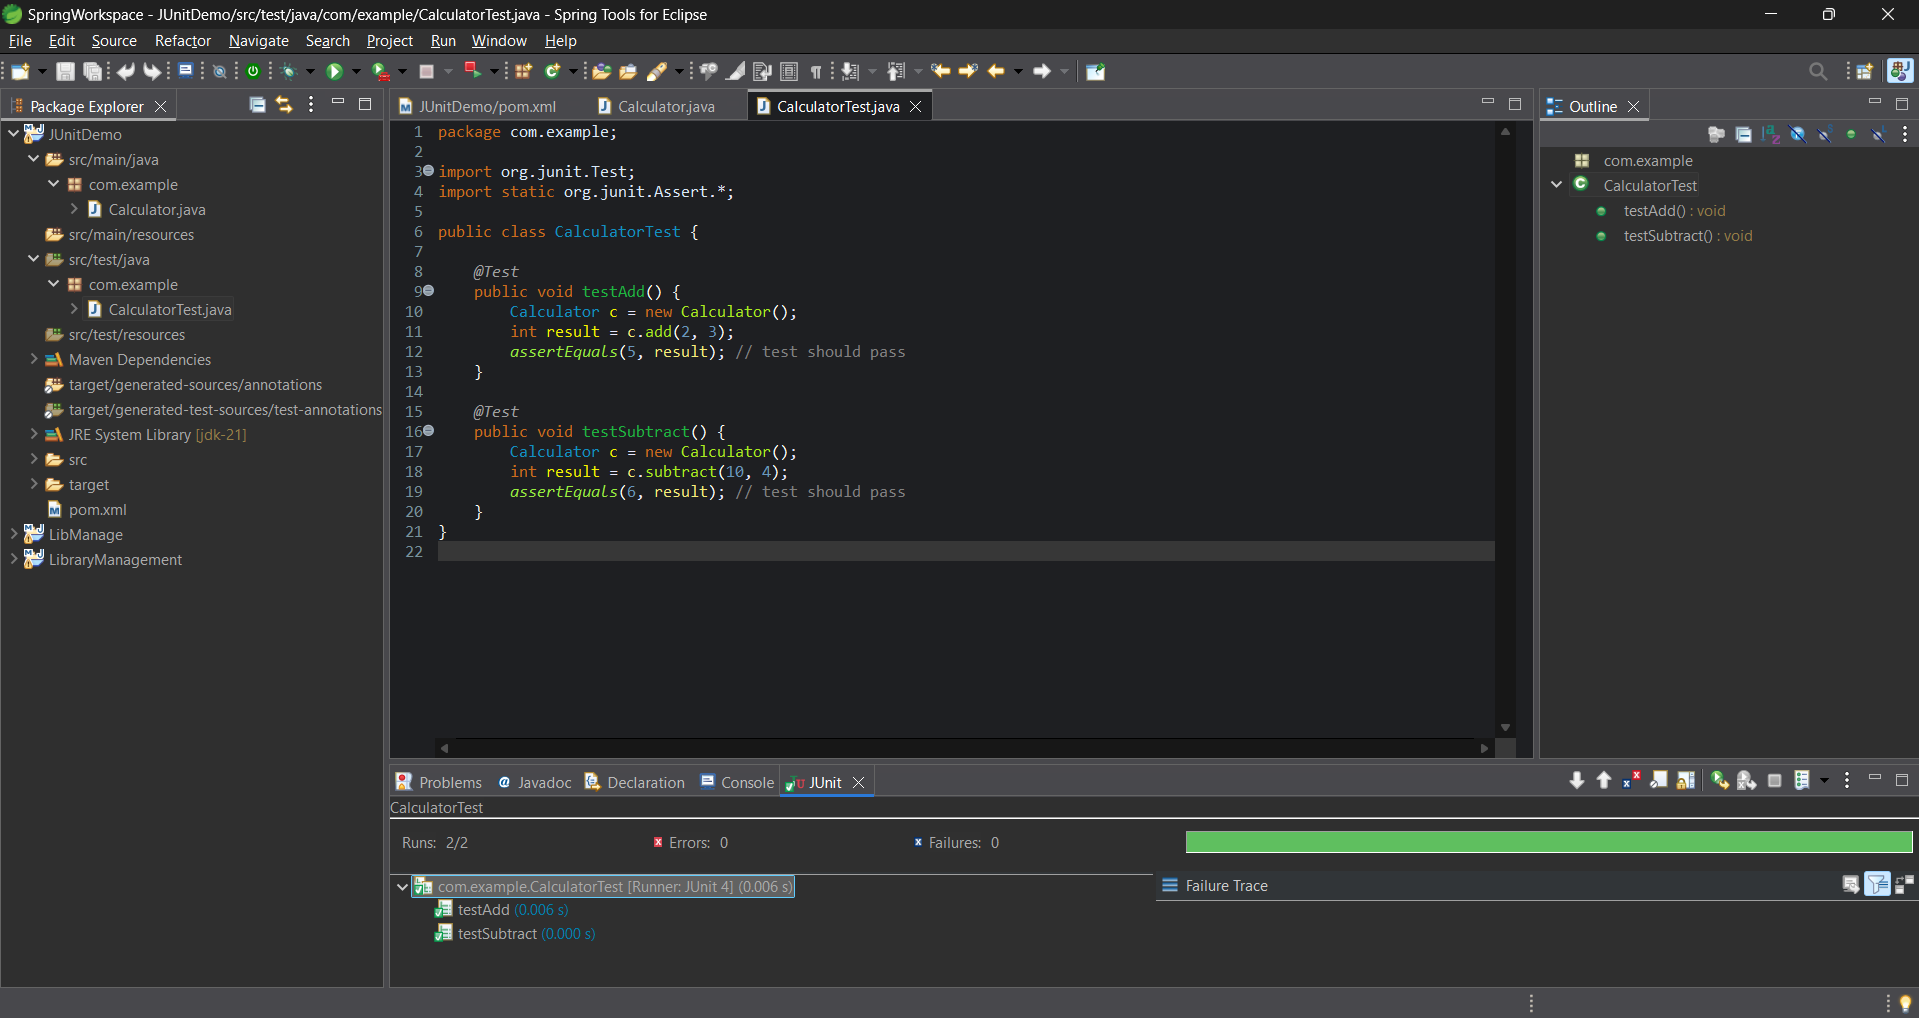 SpringWorkspace - JUnitDemo/src/test/java/com/example/CalculatorTest.java - Spring Tools for Eclipse
File Edit Source Refactor Navigate Search Project Run Window Help
Package Explorer
JUnitDemo
src/main/java
com.example
Calculator.java
src/main/resources
src/test/java
com.example
CalculatorTest.java
src/test/resources
Maven Dependencies
target/generated-sources/annotations
target/generated-test-sources/test-annotations
JRE System Library [jdk-21]
src
target
pom.xml
LibManage
LibraryManagement
JUnitDemo/pom.xml Calculator.java CalculatorTest.java
1 package com.example;
2
3 import org.junit.Test;
4 import static org.junit.Assert.*;
5
6 public class CalculatorTest {
7
8 @Test
9 public void testAdd() {
10 Calculator c = new Calculator();
11 int result = c.add(2, 3);
12 assertEquals(5, result); // test should pass
13 }
14
15 @Test
16 public void testSubtract() {
17 Calculator c = new Calculator();
18 int result = c.subtract(10, 4);
19 assertEquals(6, result); // test should pass
20 }
21 }
22
Outline
com.example
CalculatorTest
testAdd() : void
testSubtract() : void
Problems Javadoc Declaration Console JUnit
CalculatorTest
Runs: 2/2 Errors: 0 Failures: 0
com.example.CalculatorTest [Runner: JUnit 4] (0.006 s)
testAdd (0.006 s)
testSubtract (0.000 s)
Failure Trace